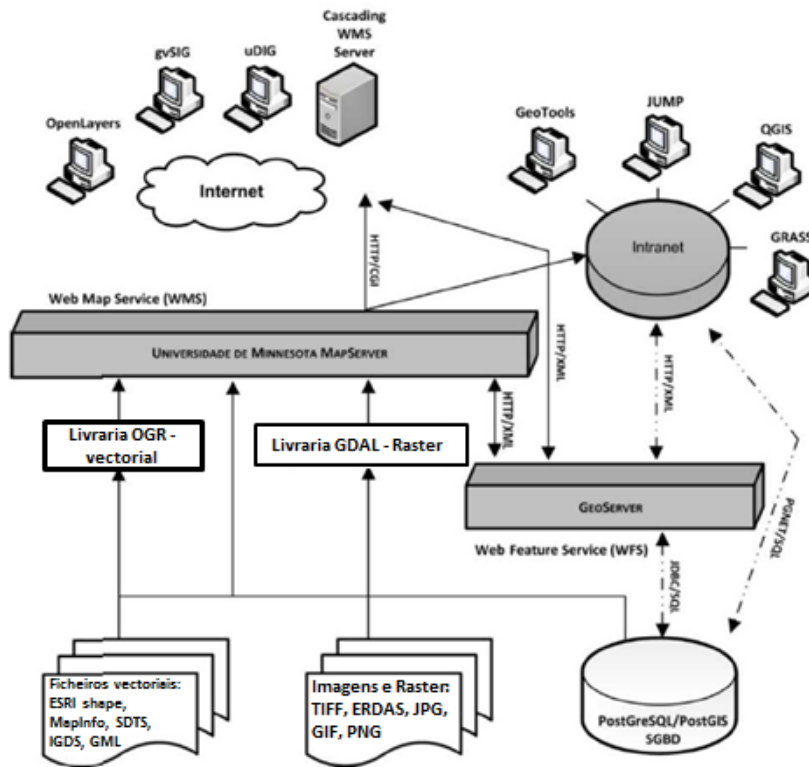 Cascading
WMS
Server
gvSIG
uDIG
OpenLayers
Internet
GeoTools
JUMP
QGIS
GRASS
Intranet
HTTP/CGI
Web Map Service (WMS)
UNIVERSIDADE DE MINNESOTA MAPSERVER
HTTP/XML
HTTP/XML
HTTP/XML
Livraria OGR -
vectorial
Livraria GDAL - Raster
GEOSERVER
Web Feature Service (WFS)
PGNET/SQL
JDBC/SQL
Ficheiros vectoriais:
ESRI shape,
MapInfo, SDTS,
IGDS, GML
Imagens e Raster:
TIFF, ERDAS, JPG,
GIF, PNG
PostGreSQL/PostGIS
SGBD